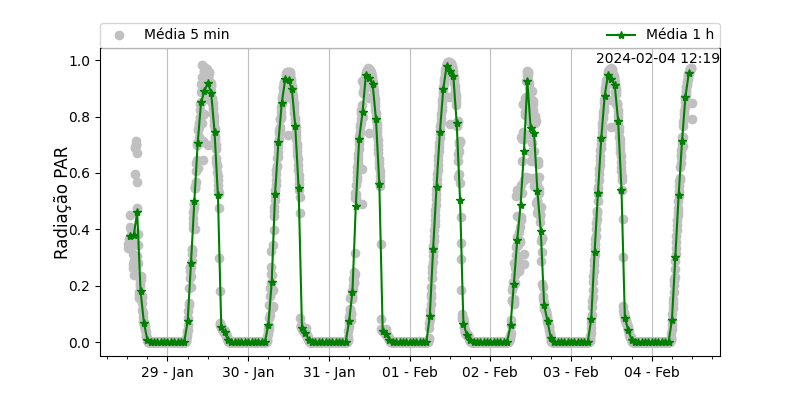 Média 5 min
Média 1 h
2024-02-04 12:19
1.0
0.8
0.6
0.4
0.2
0.0
Radiação PAR
29 - Jan
30 - Jan
31 - Jan
01 - Feb
02 - Feb
03 - Feb
04 - Feb